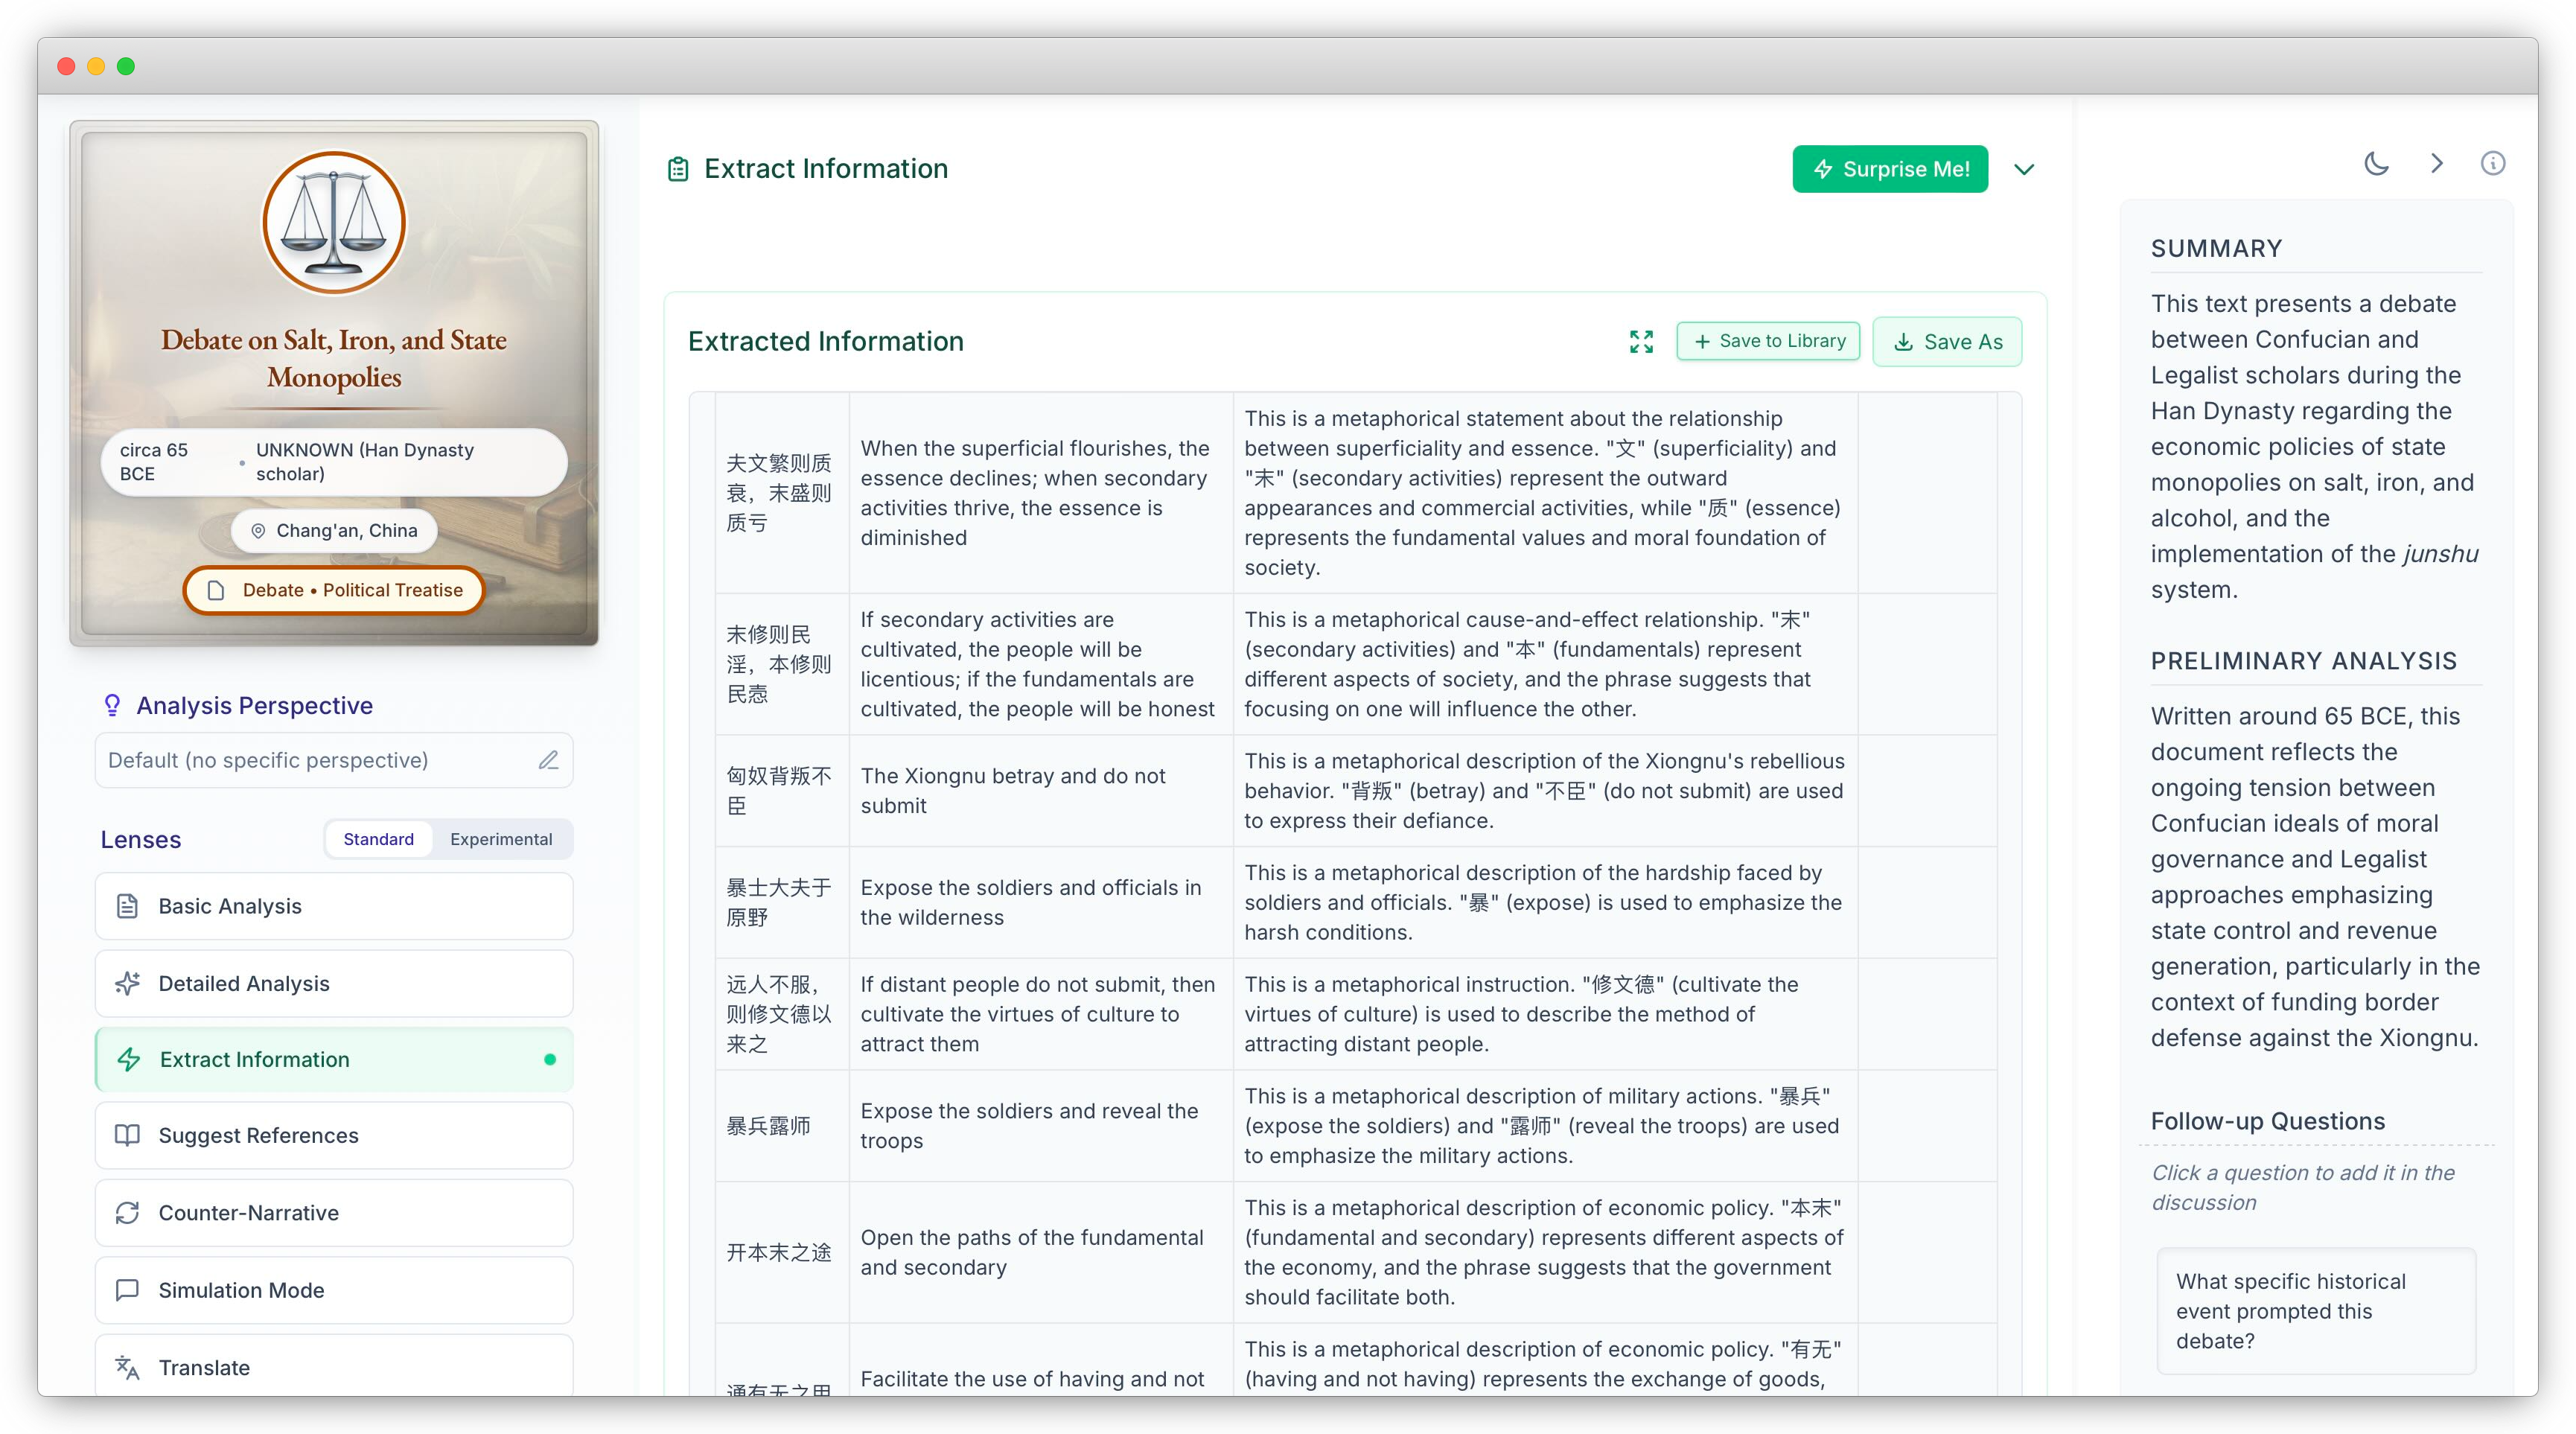 Debate on Salt, Iron, and State
Monopolies
circa 65
BCE
•
UNKNOWN (Han Dynasty
scholar)
Chang'an, China
Debate • Political Treatise
Analysis Perspective
Default (no specific perspective)
Lenses
Standard
Experimental
Basic Analysis
Detailed Analysis
Extract Information
Suggest References
Counter-Narrative
Simulation Mode
Translate
Extract Information
Surprise Me!
Extracted Information
Save to Library
Save As
夫文繁则质
衰，末盛则
质亏
When the superficial flourishes, the
essence declines; when secondary
activities thrive, the essence is
diminished
This is a metaphorical statement about the relationship
between superficiality and essence. "文" (superficiality) and
"末" (secondary activities) represent the outward
appearances and commercial activities, while "质" (essence)
represents the fundamental values and moral foundation of
society.
末修则民
淫，本修则
民悫
If secondary activities are
cultivated, the people will be
licentious; if the fundamentals are
cultivated, the people will be honest
This is a metaphorical cause-and-effect relationship. "末"
(secondary activities) and "本" (fundamentals) represent
different aspects of society, and the phrase suggests that
focusing on one will influence the other.
匈奴背叛不
臣
The Xiongnu betray and do not
submit
This is a metaphorical description of the Xiongnu's rebellious
behavior. "背叛" (betray) and "不臣" (do not submit) are used
to express their defiance.
暴士大夫于
原野
Expose the soldiers and officials in
the wilderness
This is a metaphorical description of the hardship faced by
soldiers and officials. "暴" (expose) is used to emphasize the
harsh conditions.
远人不服，
则修文德以
来之
If distant people do not submit, then
cultivate the virtues of culture to
attract them
This is a metaphorical instruction. "修文德" (cultivate the
virtues of culture) is used to describe the method of
attracting distant people.
暴兵露师
Expose the soldiers and reveal the
troops
This is a metaphorical description of military actions. "暴兵"
(expose the soldiers) and "露师" (reveal the troops) are used
to emphasize the military actions.
开本末之途
Open the paths of the fundamental
and secondary
This is a metaphorical description of economic policy. "本末"
(fundamental and secondary) represents different aspects of
the economy, and the phrase suggests that the government
should facilitate both.
通有无之用
Facilitate the use of having and not
This is a metaphorical description of economic policy. "有无"
(having and not having) represents the exchange of goods,
SUMMARY
This text presents a debate
between Confucian and
Legalist scholars during the
Han Dynasty regarding the
economic policies of state
monopolies on salt, iron, and
alcohol, and the
implementation of the junshu
system.
PRELIMINARY ANALYSIS
Written around 65 BCE, this
document reflects the
ongoing tension between
Confucian ideals of moral
governance and Legalist
approaches emphasizing
state control and revenue
generation, particularly in the
context of funding border
defense against the Xiongnu.
Follow-up Questions
Click a question to add it in the
discussion
What specific historical
event prompted this
debate?